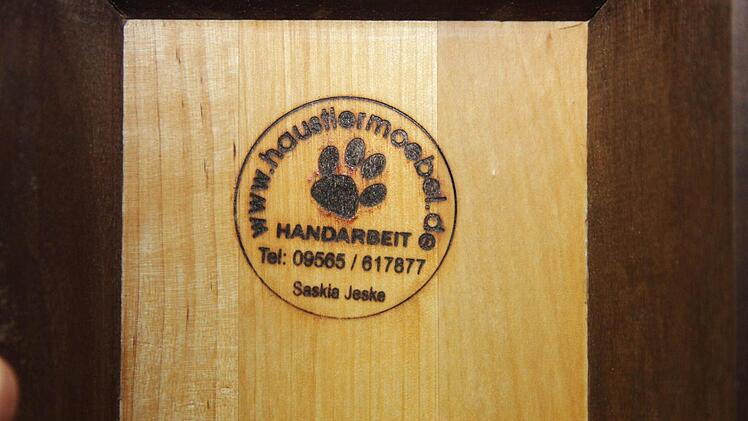 www.haustiermoebel.de
HANDARBEIT
Tel: 09565 / 617877
Saskia Jeske